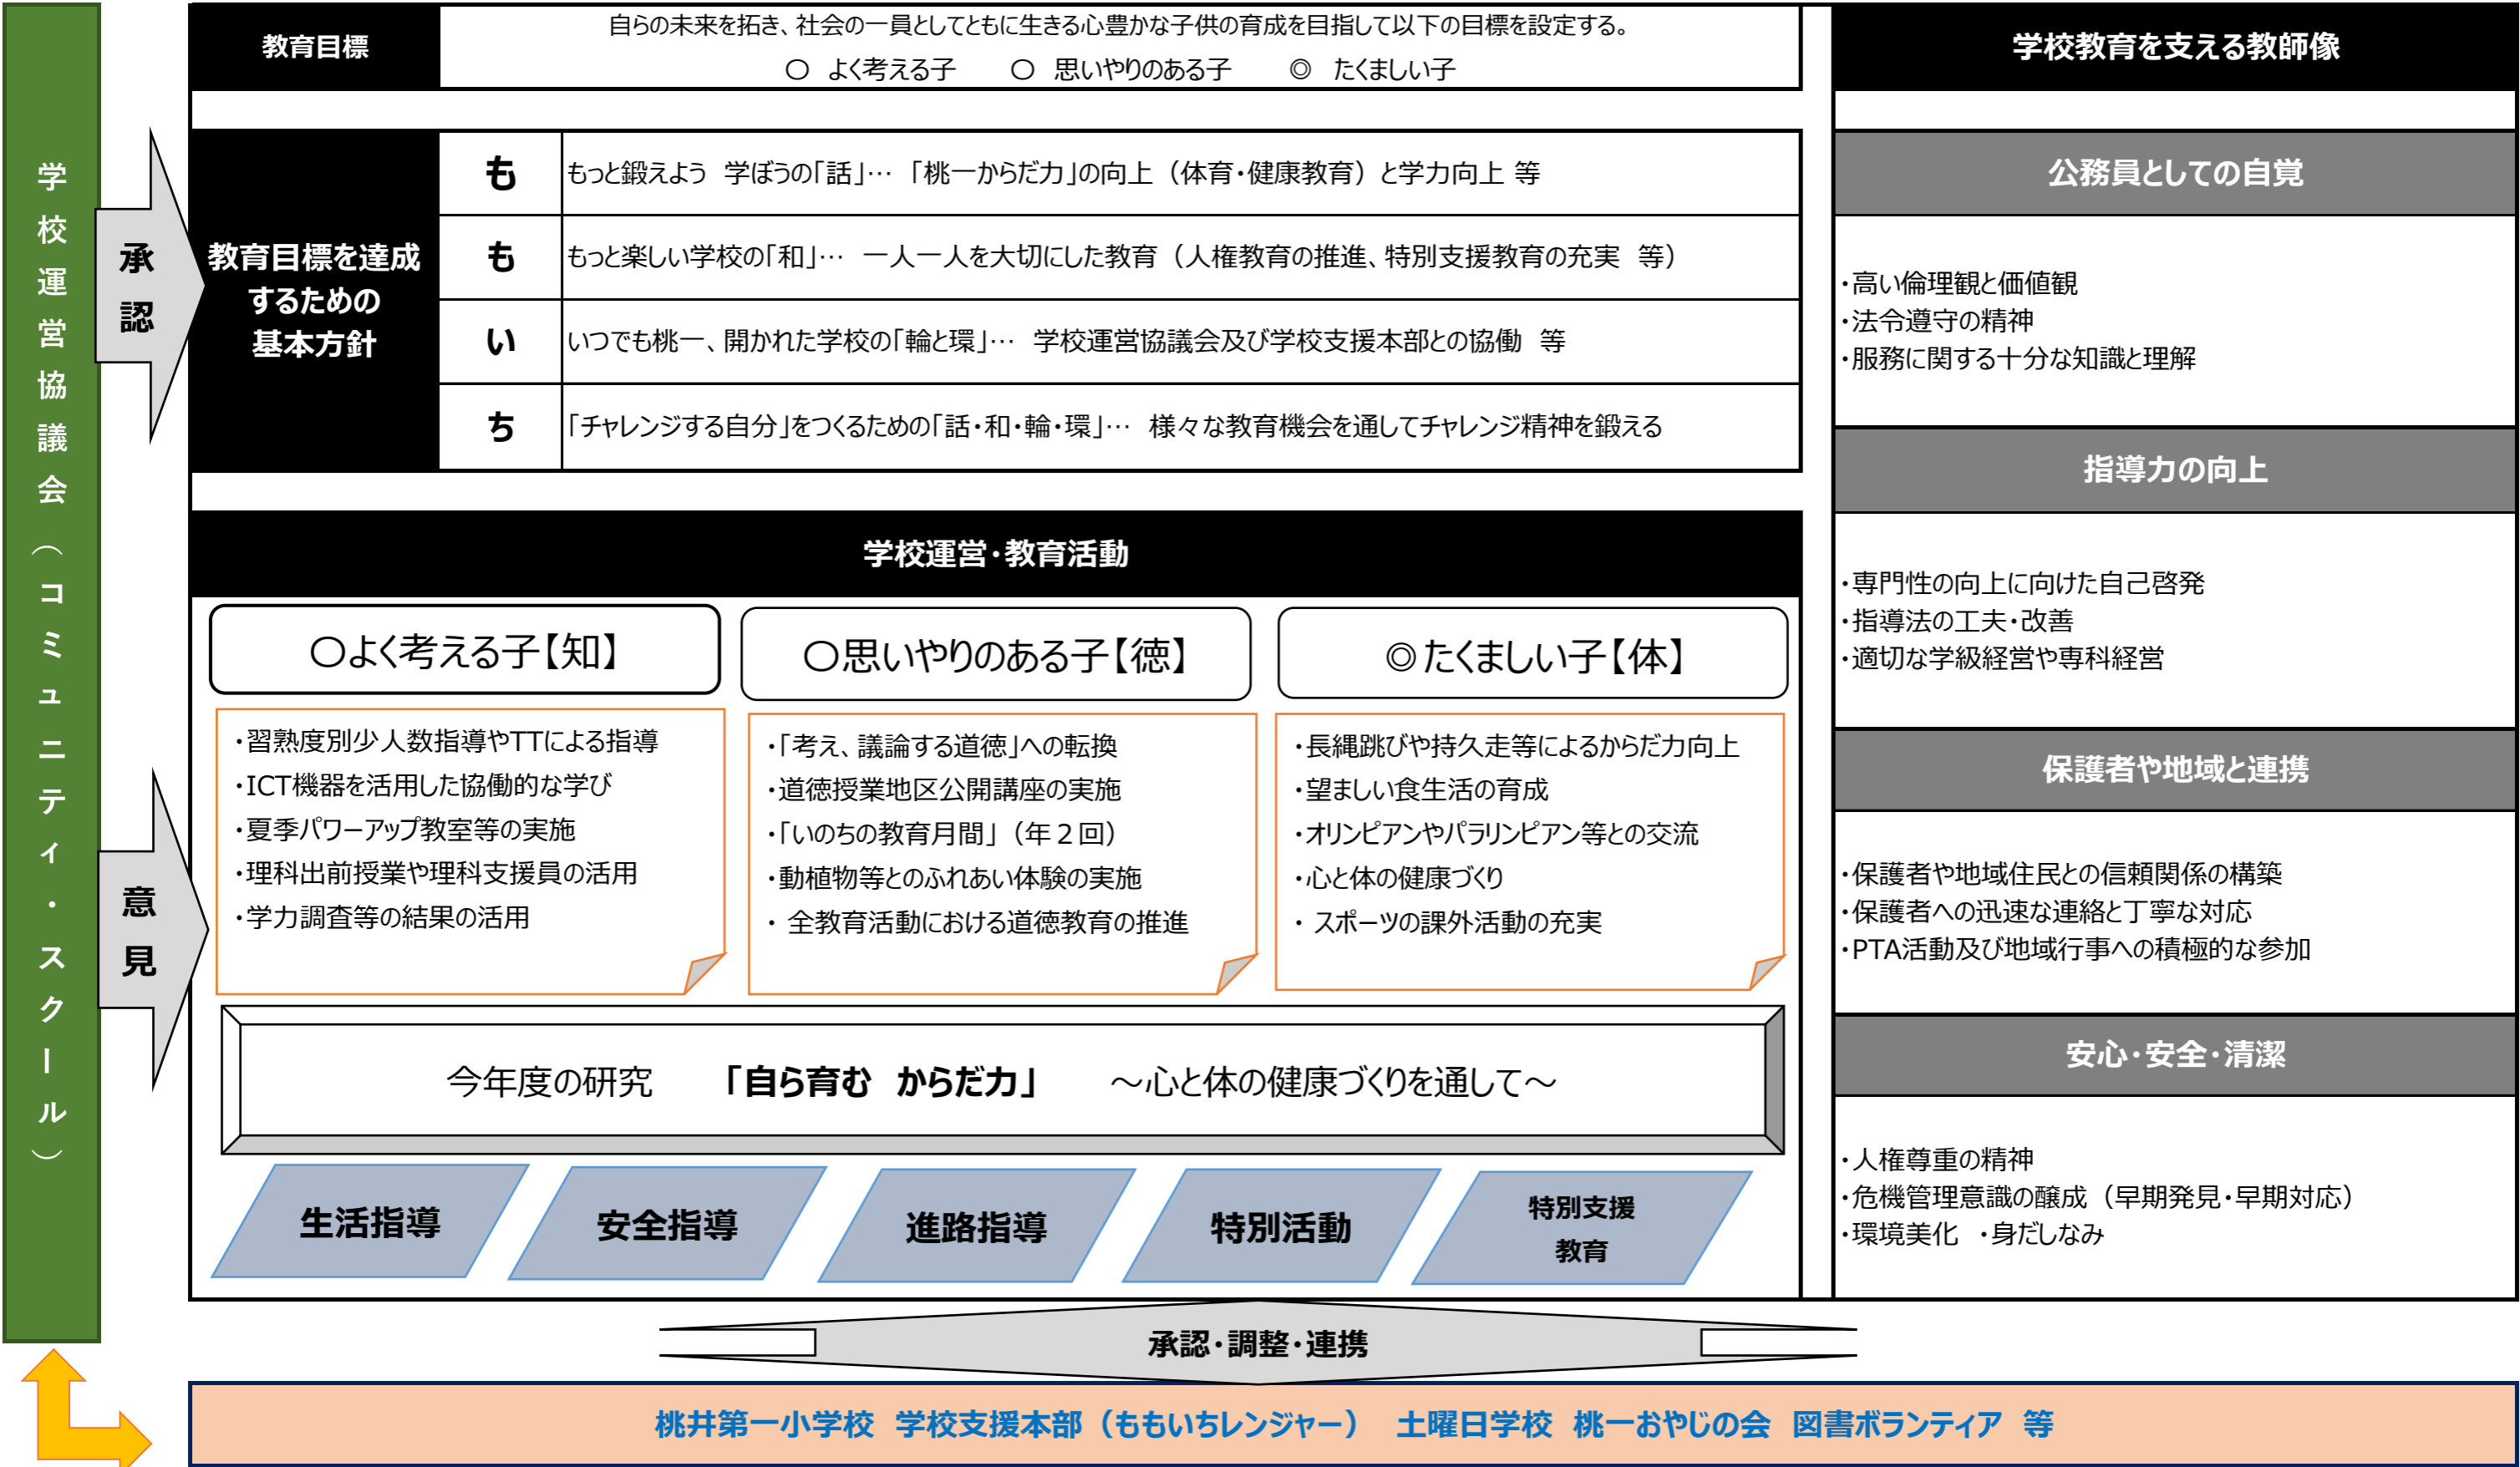 学校運営協議会（コミュニティ・スクール）
承認
意見
教育目標
自らの未来を拓き、社会の一員としてともに生きる心豊かな子供の育成を目指して以下の目標を設定する。
○　よく考える子　　○　思いやりのある子　　◎　たくましい子
教育目標を達成
するための
基本方針
も
もっと鍛えよう　学ぼうの「話」…　「桃一からだ力」の向上（体育・健康教育）と学力向上 等
も
もっと楽しい学校の「和」…　一人一人を大切にした教育（人権教育の推進、特別支援教育の充実　等）
い
いつでも桃一、開かれた学校の「輪と環」…　学校運営協議会及び学校支援本部との協働　等
ち
「チャレンジする自分」をつくるための「話・和・輪・環」…　様々な教育機会を通してチャレンジ精神を鍛える
学校運営・教育活動
○よく考える子【知】
・習熟度別少人数指導やTTによる指導
・ICT機器を活用した協働的な学び
・夏季パワーアップ教室等の実施
・理科出前授業や理科支援員の活用
・学力調査等の結果の活用
○思いやりのある子【徳】
・「考え、議論する道徳」への転換
・道徳授業地区公開講座の実施
・「いのちの教育月間」（年２回）
・動植物等とのふれあい体験の実施
・ 全教育活動における道徳教育の推進
◎たくましい子【体】
・長縄跳びや持久走等によるからだ力向上
・望ましい食生活の育成
・オリンピアンやパラリンピアン等との交流
・心と体の健康づくり
・ スポーツの課外活動の充実
今年度の研究　　「自ら育む　からだ力」　　～心と体の健康づくりを通して～
生活指導
安全指導
進路指導
特別活動
特別支援
教育
学校教育を支える教師像
公務員としての自覚
・高い倫理観と価値観
・法令遵守の精神
・服務に関する十分な知識と理解
指導力の向上
・専門性の向上に向けた自己啓発
・指導法の工夫・改善
・適切な学級経営や専科経営
保護者や地域と連携
・保護者や地域住民との信頼関係の構築
・保護者への迅速な連絡と丁寧な対応
・PTA活動及び地域行事への積極的な参加
安心・安全・清潔
・人権尊重の精神
・危機管理意識の醸成（早期発見・早期対応）
・環境美化　・身だしなみ
承認・調整・連携
桃井第一小学校　学校支援本部（ももいちレンジャー）　土曜日学校　桃一おやじの会　図書ボランティア　等